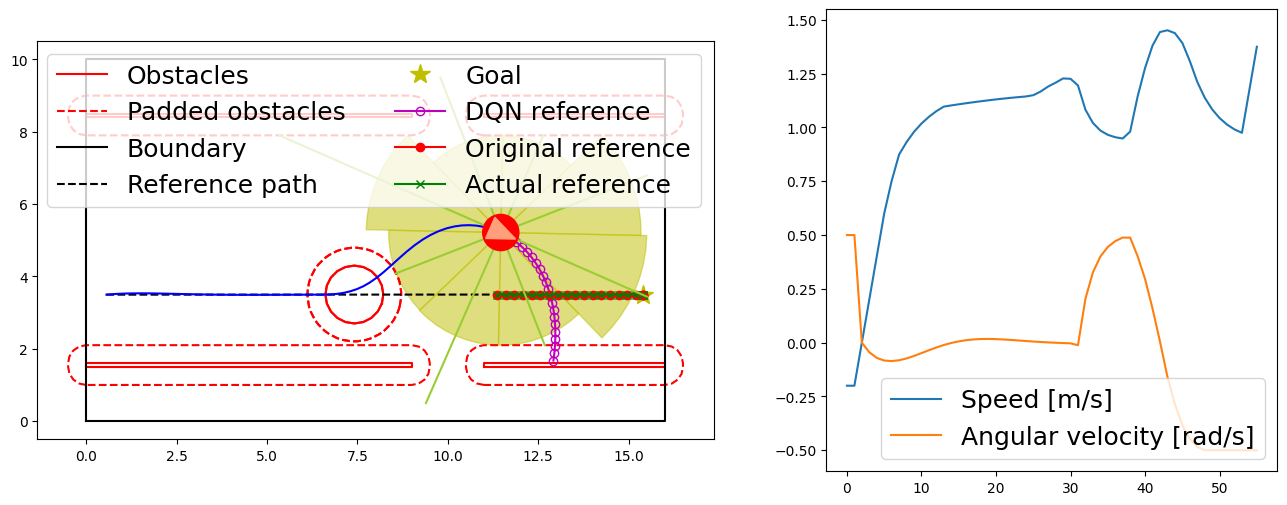 Obstacles
Padded obstacles
Boundary
Reference path
Goal
DQN reference
Original reference
Actual reference
10
8
6
4
2
0
0.0 2.5 5.0 7.5 10.0 12.5 15.0
1.50
1.25
1.00
0.75
0.50
0.25
0.00
−0.25
−0.50
Speed [m/s]
Angular velocity [rad/s]
0 10 20 30 40 50